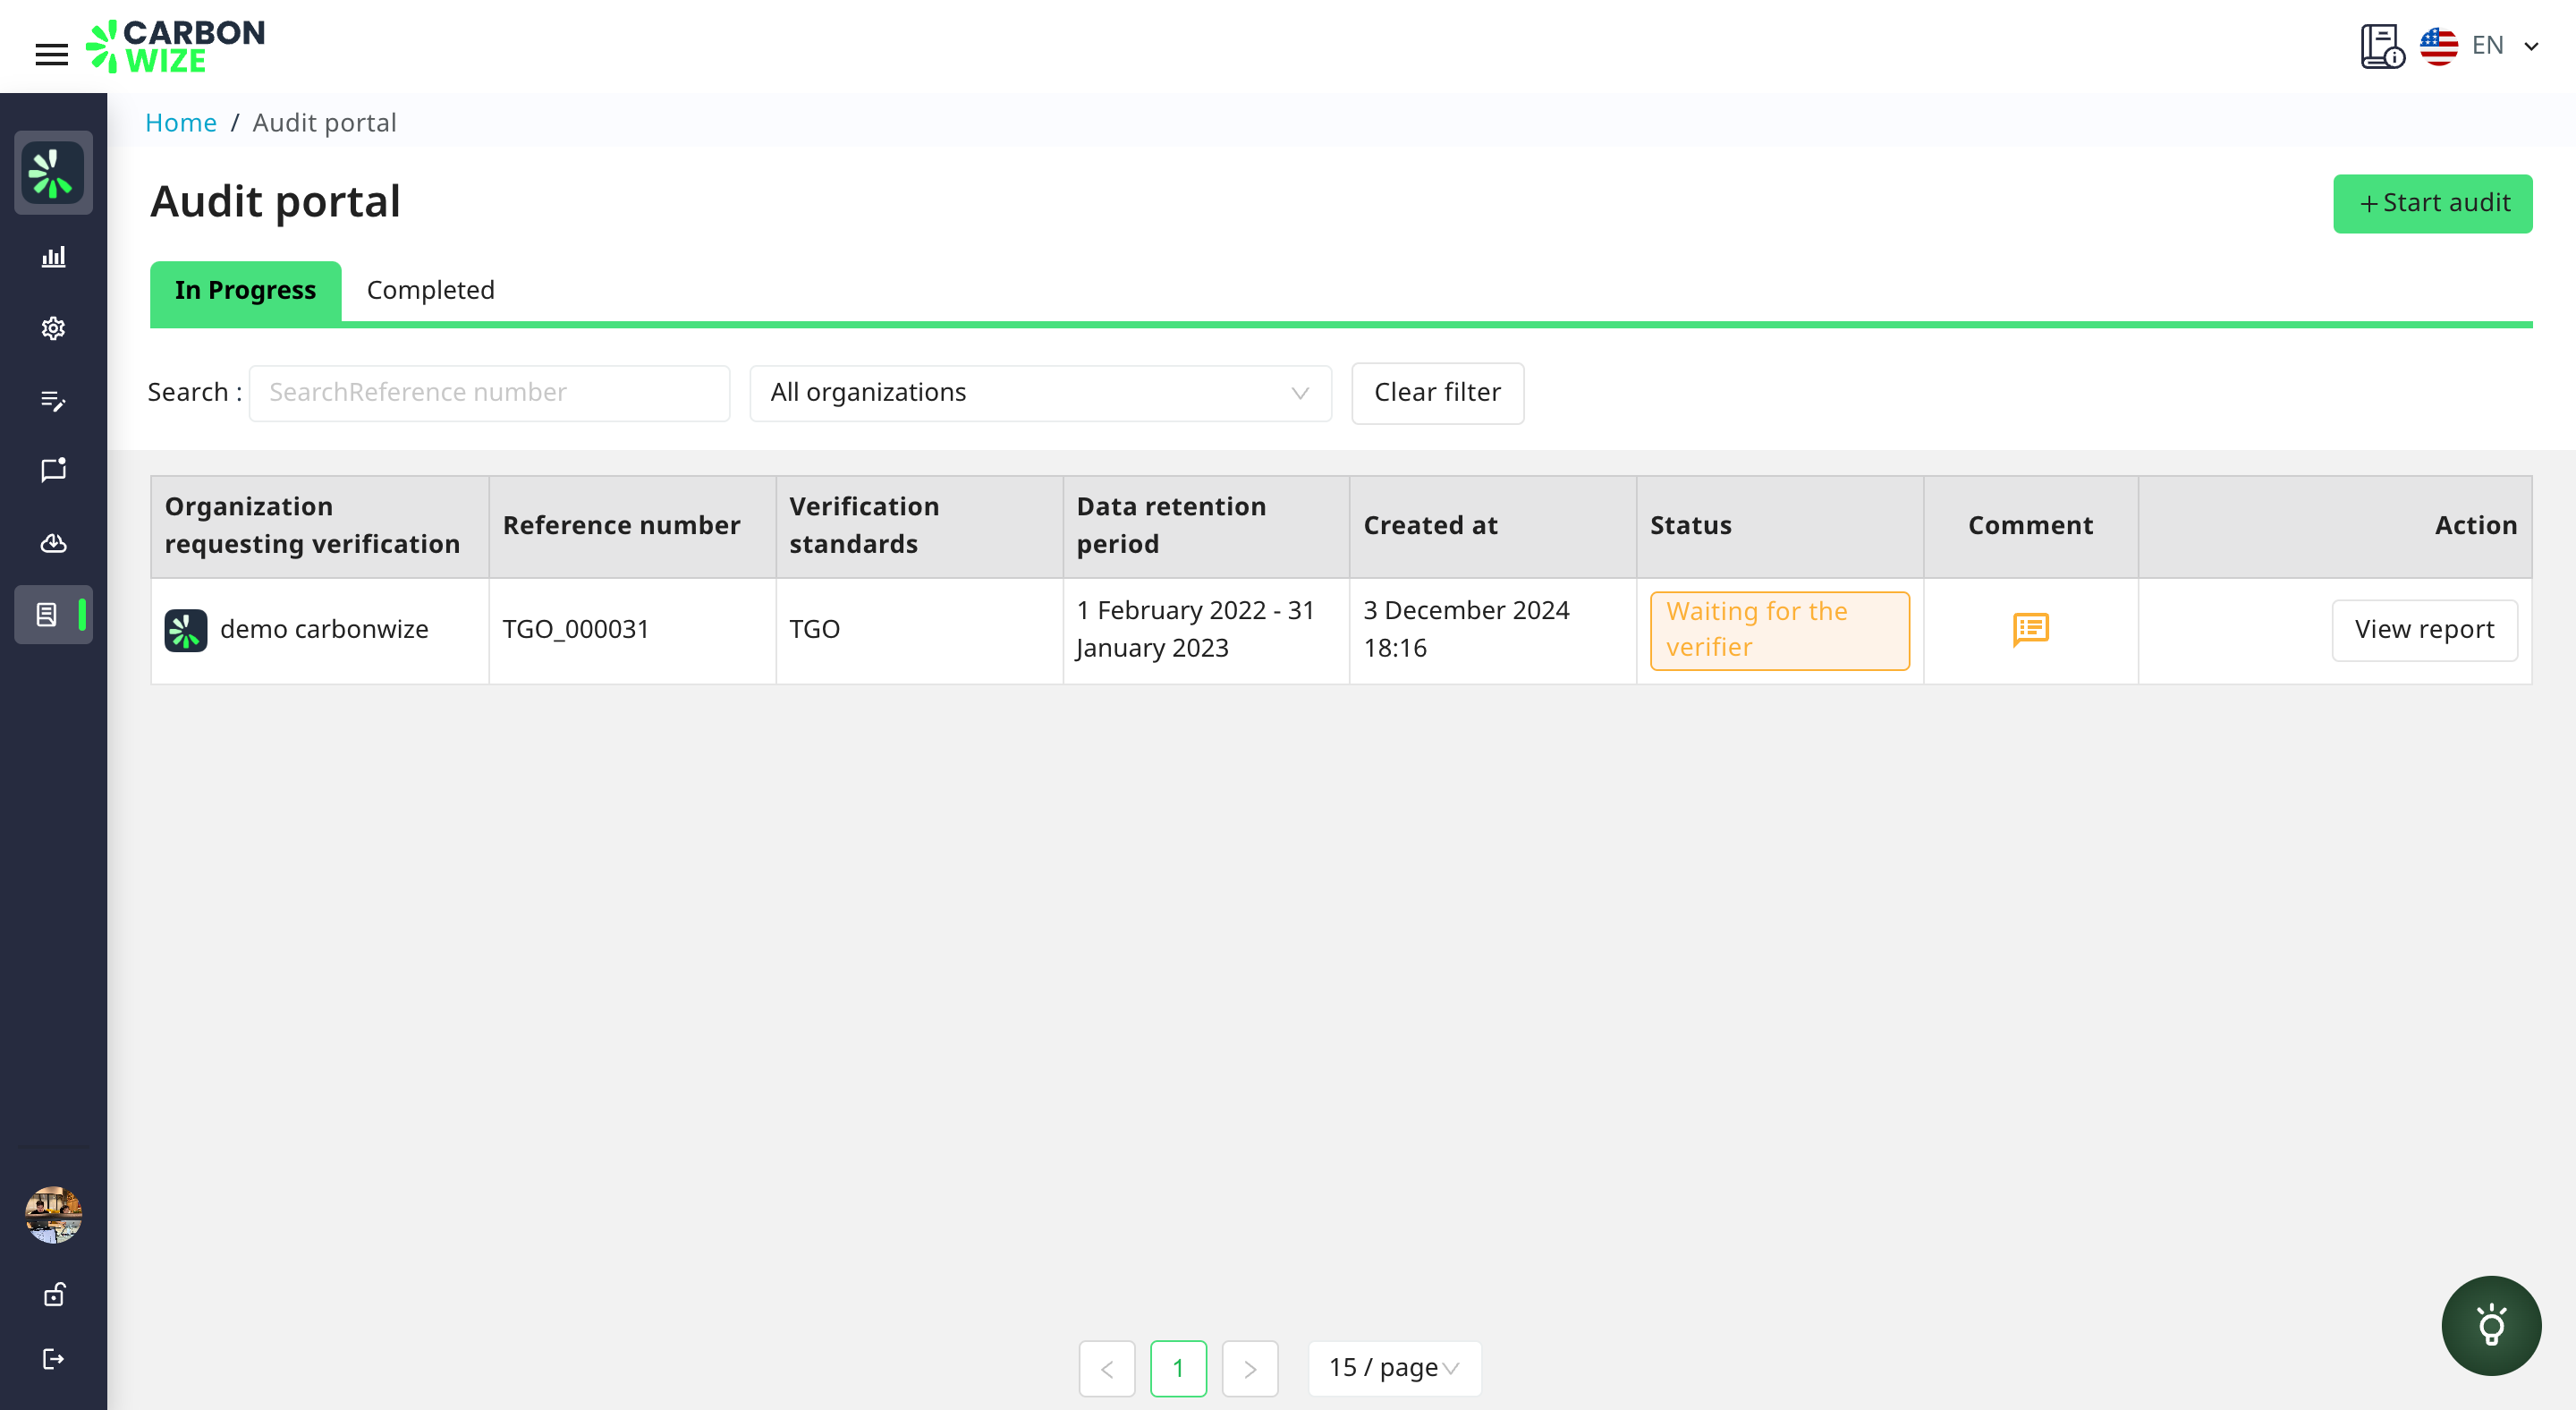 CARBON
WIZE
EN
Home / Audit portal
Audit portal
+ Start audit
In Progress
Completed
Search :
SearchReference number
All organizations
Clear filter
Organization requesting verification
Reference number
Verification standards
Data retention period
Created at
Status
Comment
Action
demo carbonwize
TGO_000031
TGO
1 February 2022 - 31 January 2023
3 December 2024 18:16
Waiting for the verifier
View report
1
15 / page